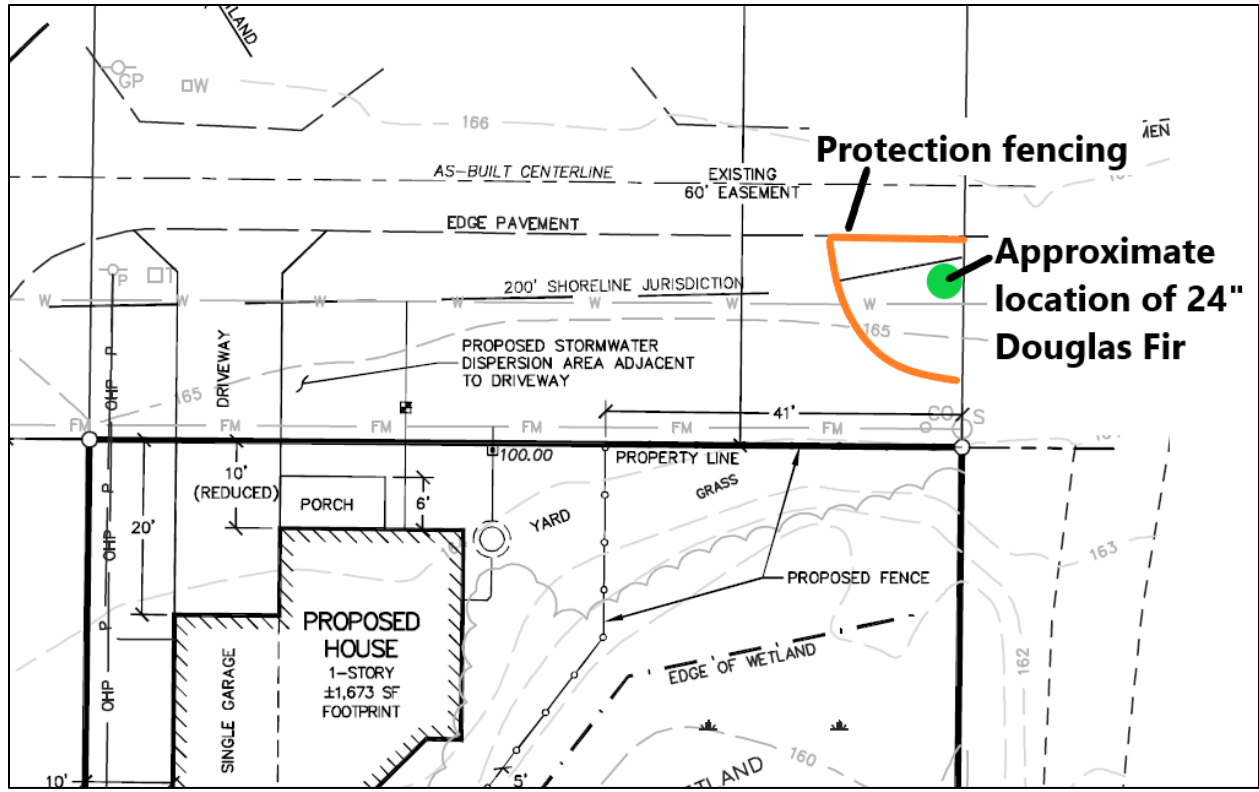 GP
W
166
AS-BUILT CENTERLINE
EXISTING
60' EASEMENT
Protection fencing
EDGE PAVEMENT
Approximate
location of 24"
Douglas Fir
P
T
200' SHORELINE JURISDICTION
W W W W W W W
165
DRIVEWAY
PROPOSED STORMWATER
DISPERSION AREA ADJACENT
TO DRIVEWAY
165
OHP P
41'
CO S
FM FM FM FM FM FM
100.00
PROPERTY LINE
10'
(REDUCED)
PORCH
6'
GRASS
YARD
20'
OHP P
163
PROPOSED FENCE
P
PROPOSED
HOUSE
1-STORY
±1,673 SF
FOOTPRINT
EDGE OF WETLAND
162
OHP
SINGLE GARAGE
160
10'
5'